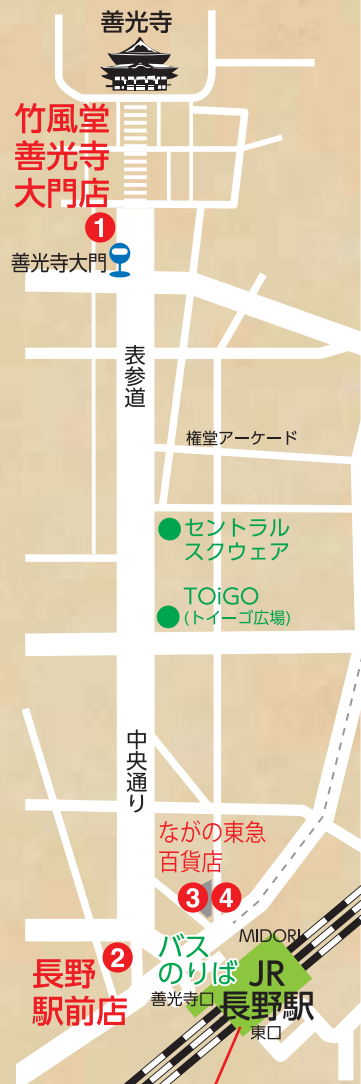 善光寺
竹風堂
善光寺
大門店
1
善光寺大門
表参道
権堂アーケード
セントラル
スクウェア
TOiGO
(トイーゴ広場)
中央通り
ながの東急
百貨店
3 4
2
長野
駅前店
バス
のりば
善光寺口
MIDORI
JR
長野駅
東口